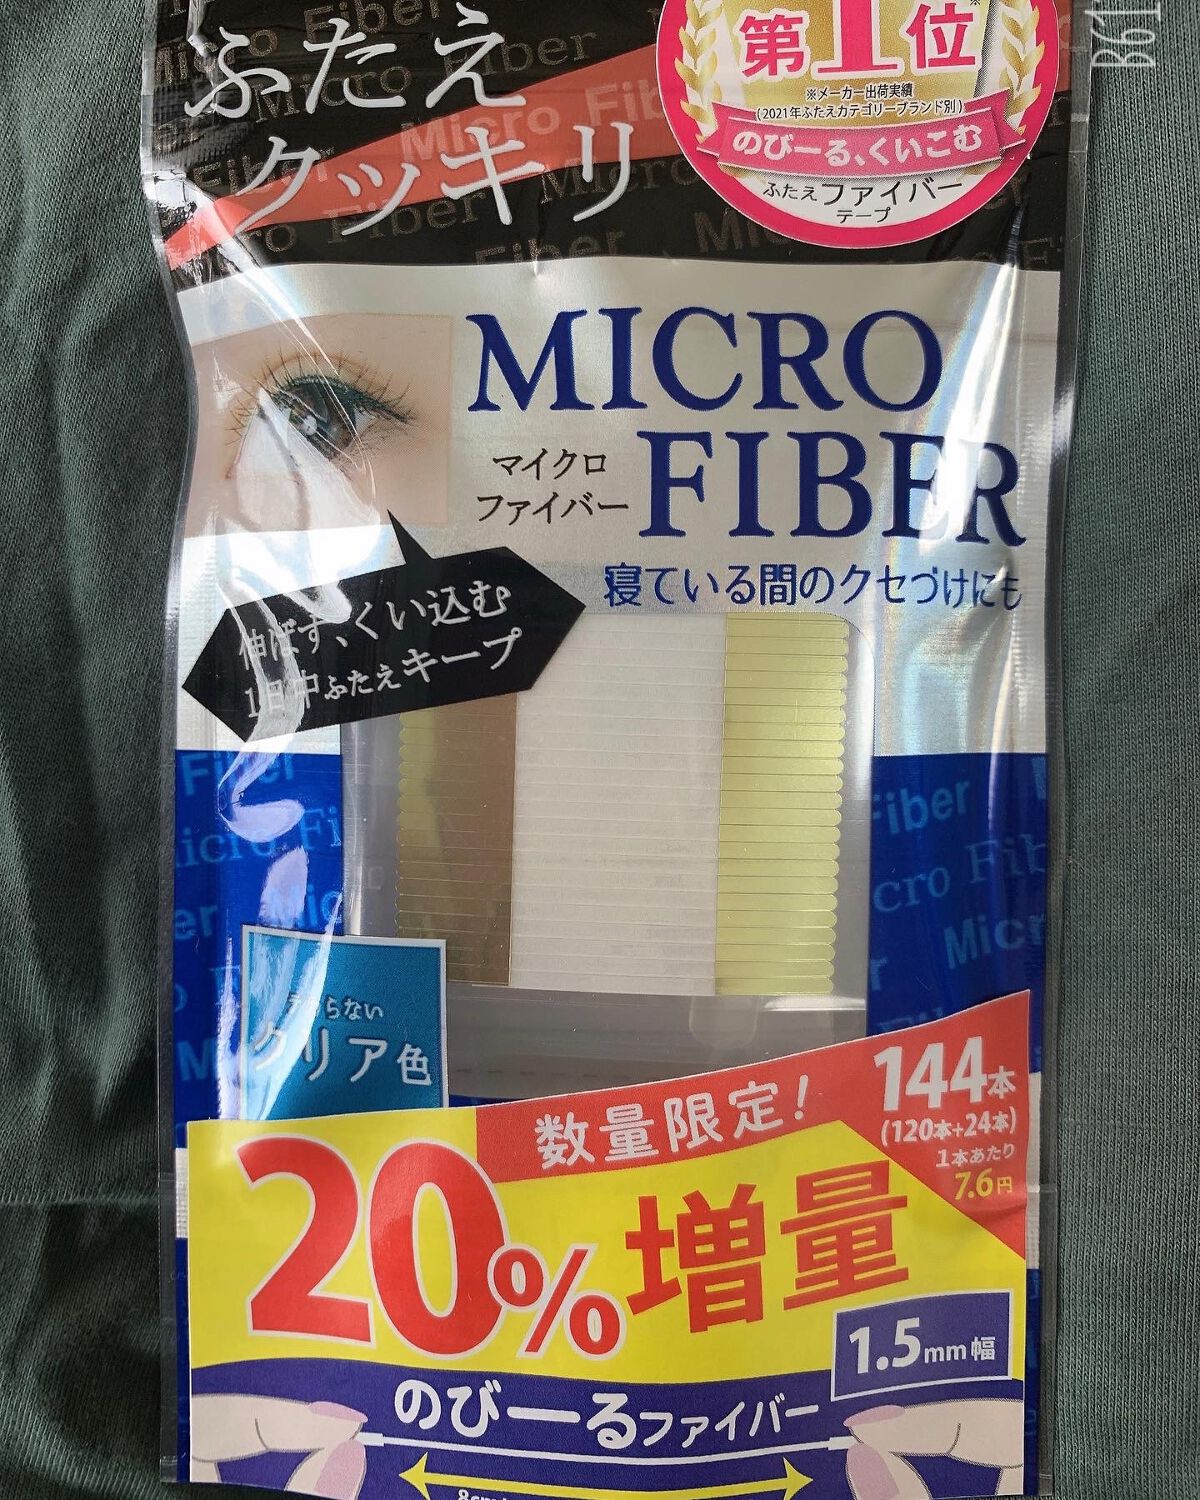 ふたえ
クッキリ
第1位
※メーカー出荷実績
(2021年ふたえカテゴリーブランド別)
のびーる、くいこむ
ふたえファイバー
テープ
B61
MICRO
FIBER
マイクロ
ファイバー
寝ている間のクセづけにも
伸ばす、くい込む
1日中ふたえキープ
クリア色
数量限定!
144本
(120本+24本)
1本あたり
7.6円
20%増量
1.5mm幅
のびーるファイバー